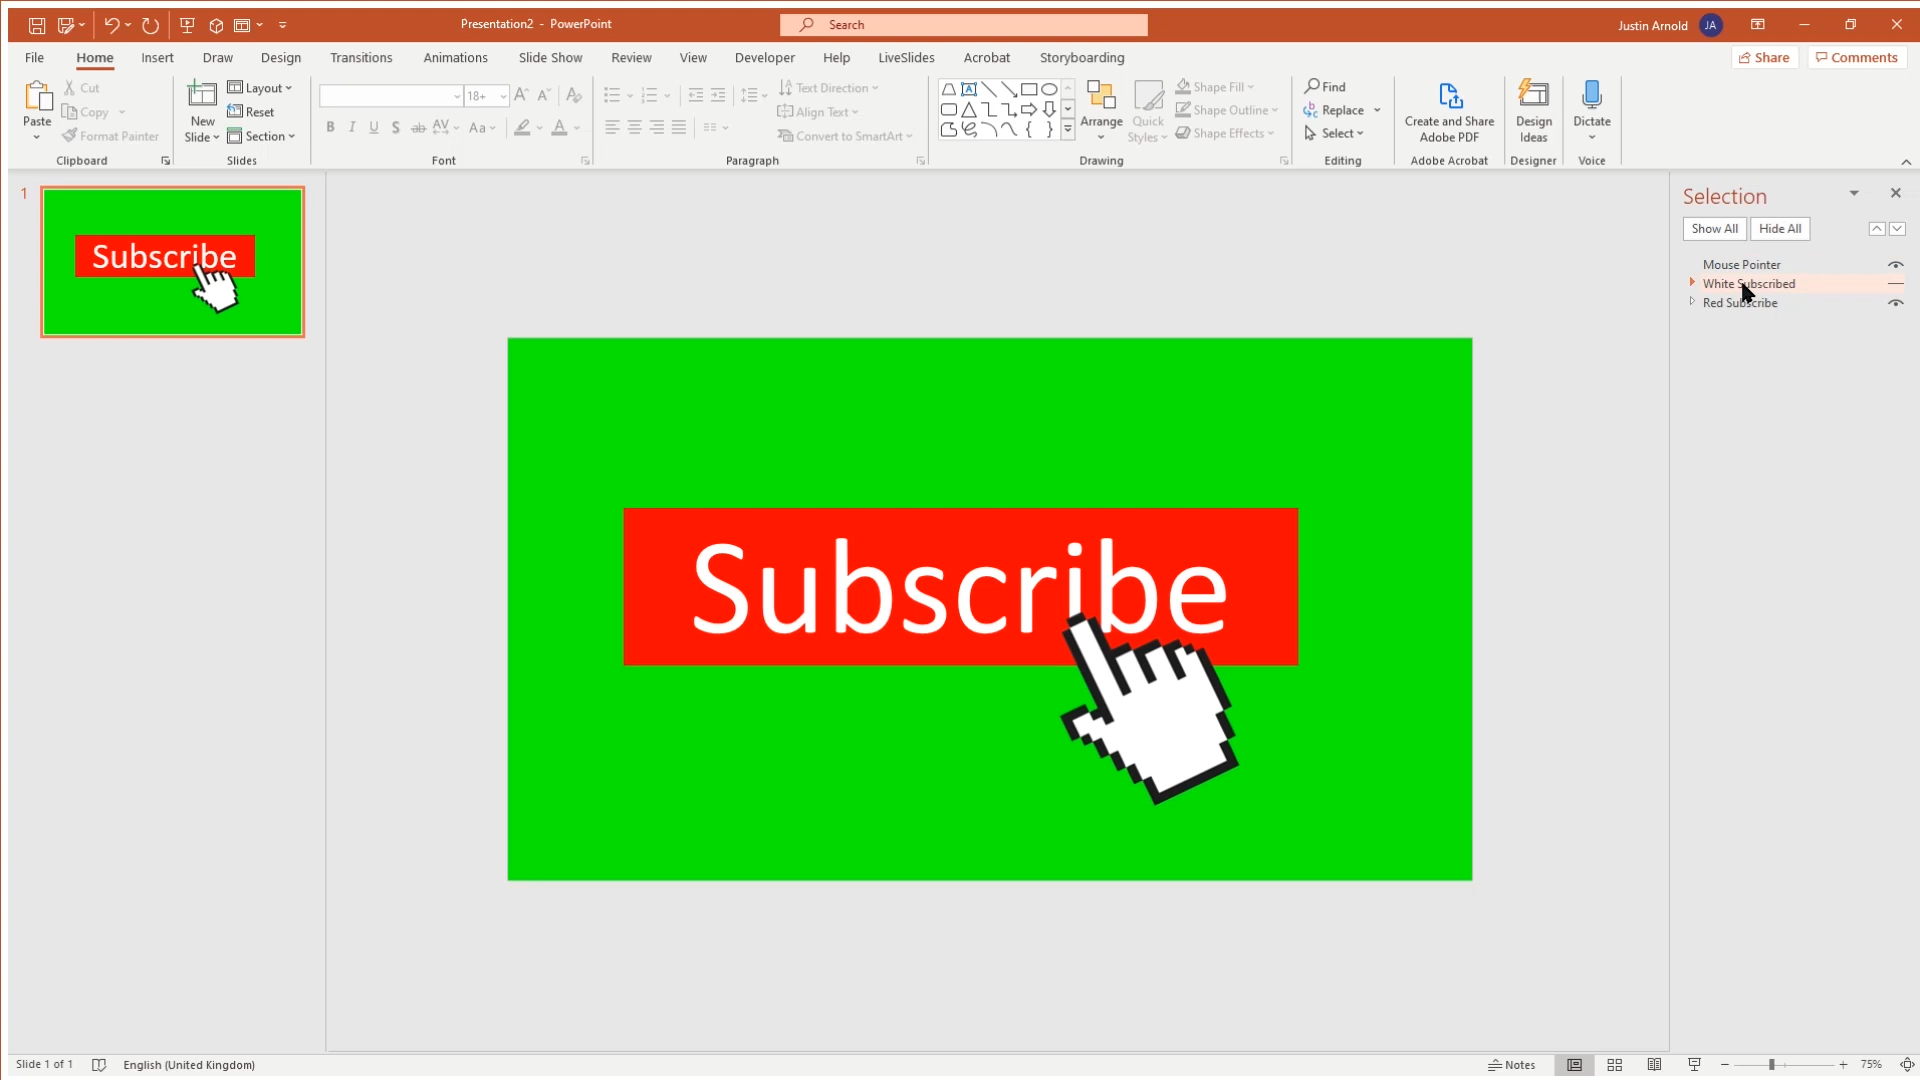 Presentation2 - PowerPoint
Search
Justin Arnold JA
File Home Insert Draw Design Transitions Animations Slide Show Review View Developer Help LiveSlides Acrobat Storyboarding
Share Comments
Paste
Cut
Copy
Format Painter
Clipboard
New
Slide
Layout
Reset
Section
Slides
18+
A A A
B I U S ab AV Aa A
Font
Text Direction
Align Text
Convert to SmartArt
Paragraph
Arrange
Quick
Styles
Shape Fill
Shape Outline
Shape Effects
Drawing
Find
Replace
Select
Editing
Create and Share
Adobe PDF
Adobe Acrobat
Design
Ideas
Designer
Dictate
Voice
1
Subscribe
Subscribe
Selection
Show All Hide All
Mouse Pointer
White Subscribed
Red Subscribe
Slide 1 of 1
English (United Kingdom)
Notes
75%